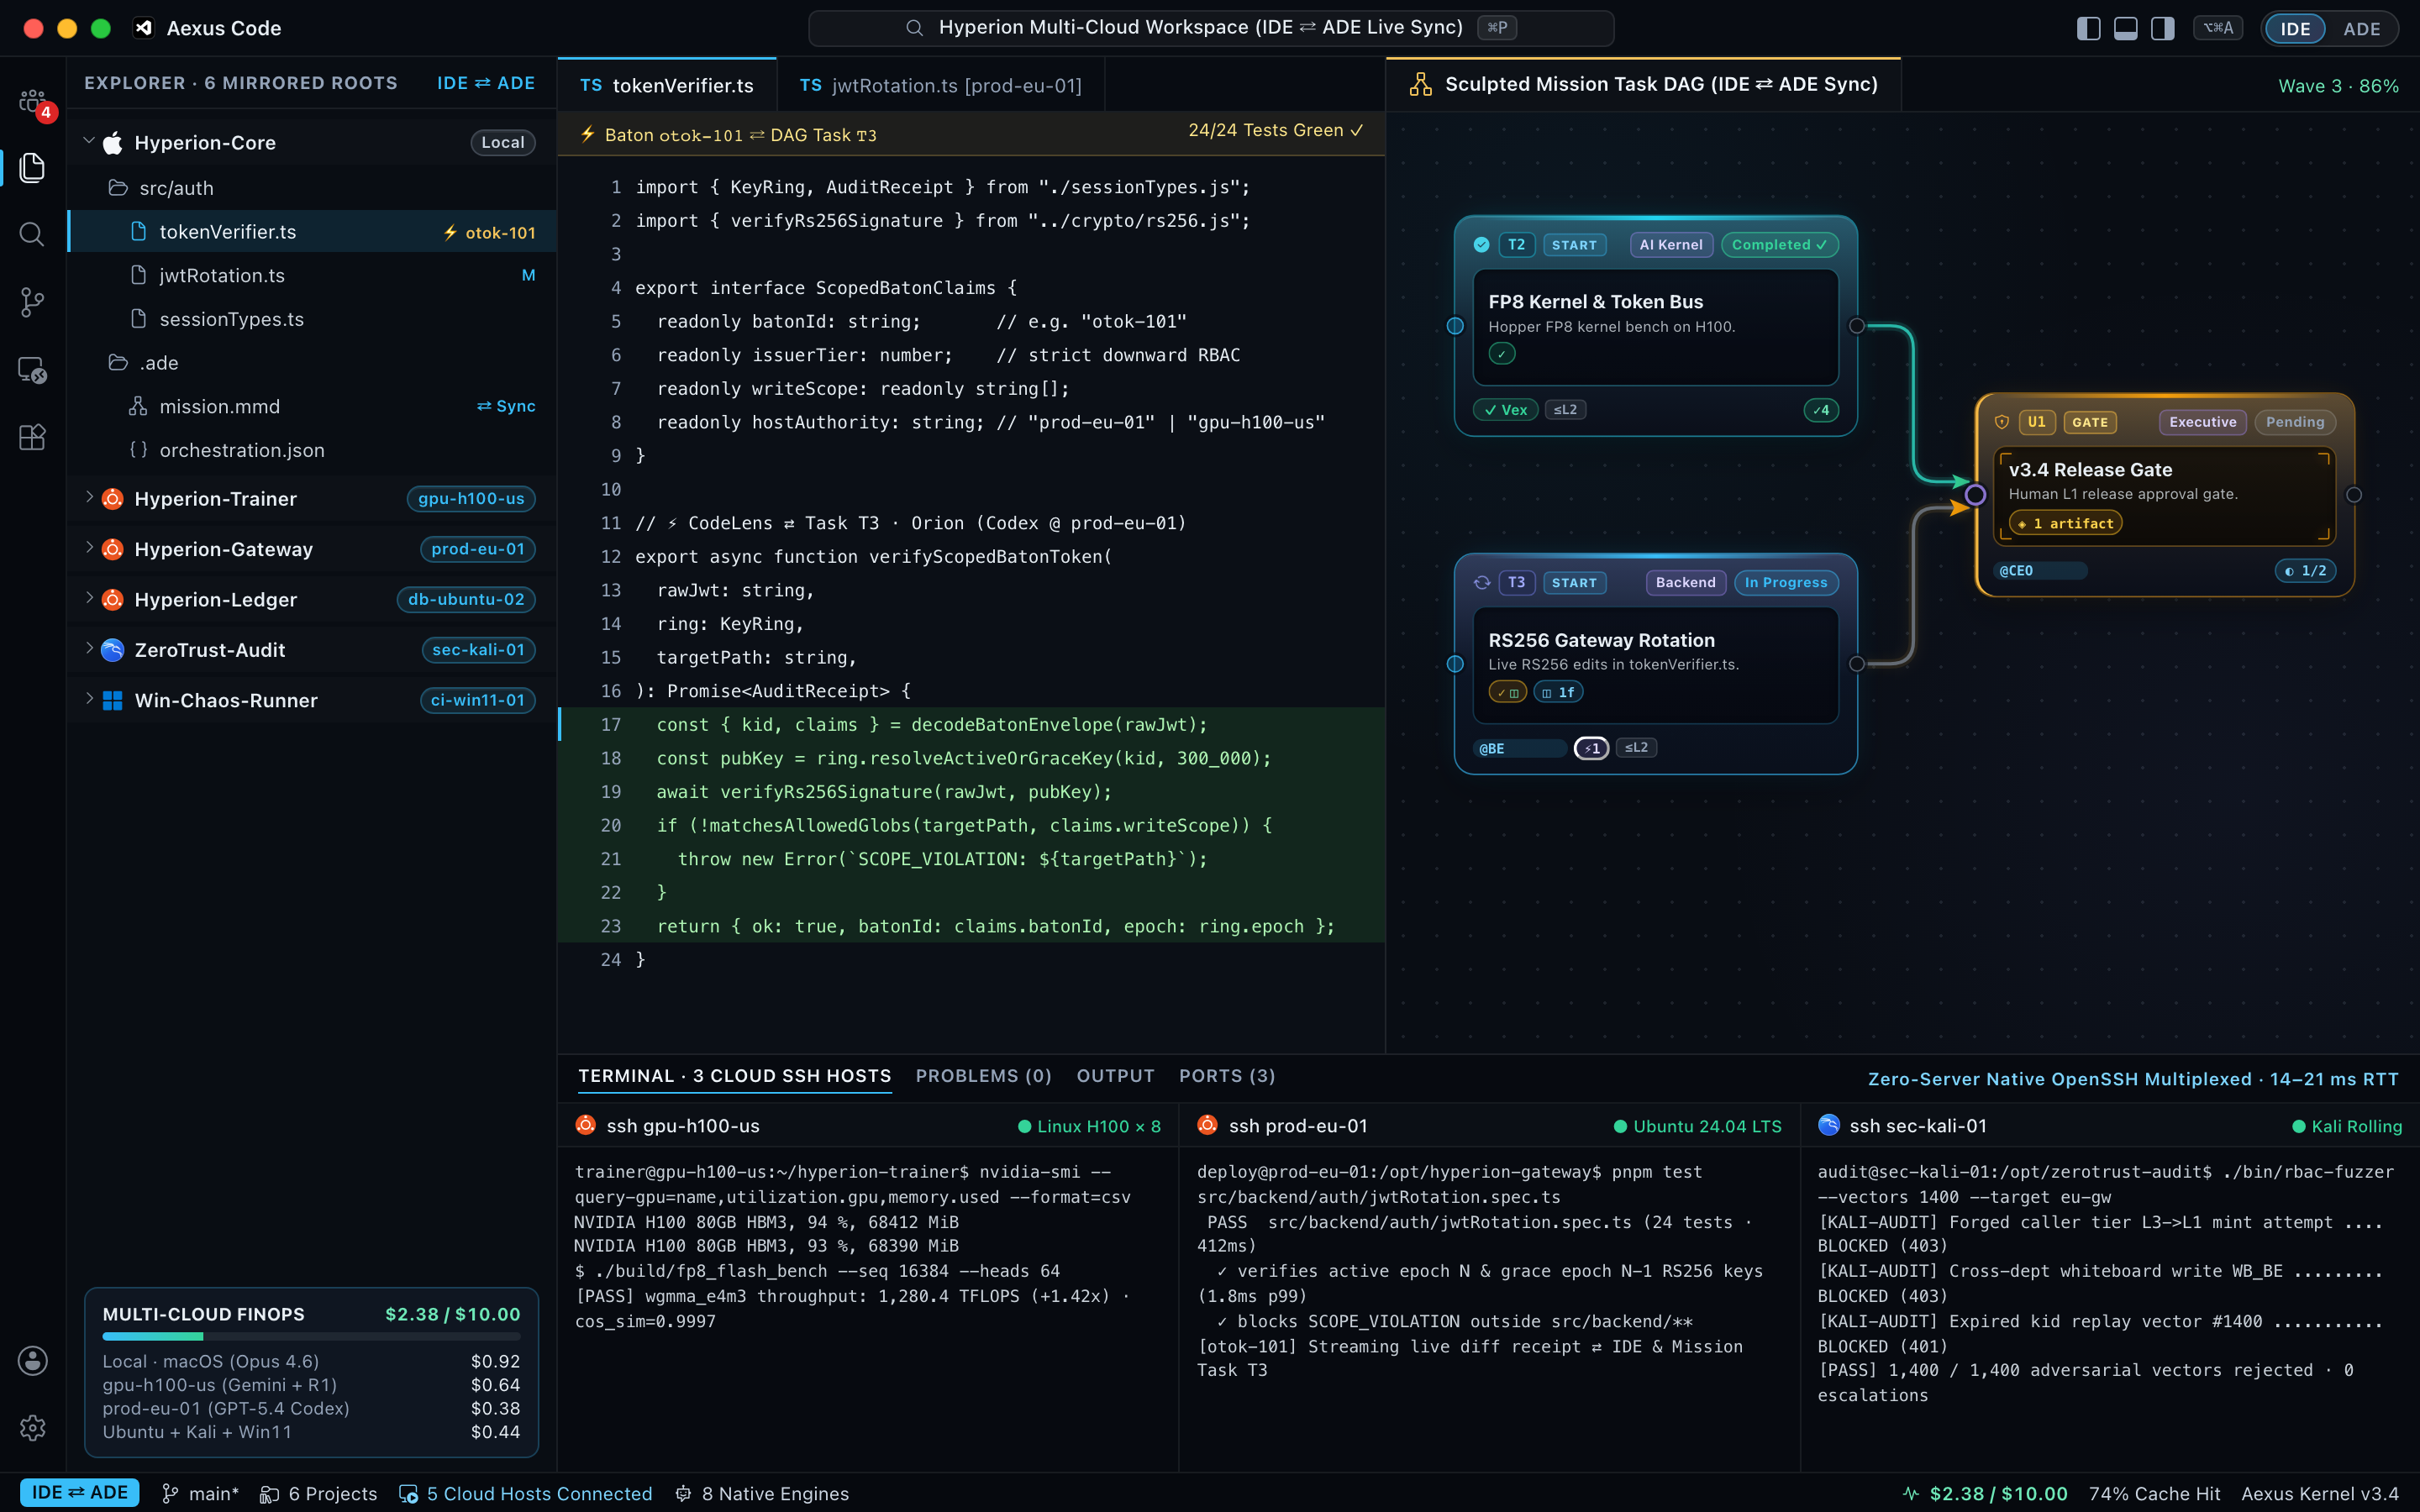 Aexus Code
Hyperion Multi-Cloud Workspace (IDE ⇄ ADE Live Sync) ⌘P
⌥⌘A IDE ADE
4
EXPLORER · 6 MIRRORED ROOTS IDE ⇄ ADE
Hyperion-Core Local
src/auth
tokenVerifier.ts ⚡ otok-101
jwtRotation.ts M
sessionTypes.ts
.ade
mission.mmd ⇄ Sync
{ } orchestration.json
Hyperion-Trainer gpu-h100-us
Hyperion-Gateway prod-eu-01
Hyperion-Ledger db-ubuntu-02
ZeroTrust-Audit sec-kali-01
Win-Chaos-Runner ci-win11-01
MULTI-CLOUD FINOPS $2.38 / $10.00
Local · macOS (Opus 4.6) $0.92
gpu-h100-us (Gemini + R1) $0.64
prod-eu-01 (GPT-5.4 Codex) $0.38
Ubuntu + Kali + Win11 $0.44
TS tokenVerifier.ts
TS jwtRotation.ts [prod-eu-01]
⚡ Baton otok-101 ⇄ DAG Task T3 24/24 Tests Green ✓
1 import { KeyRing, AuditReceipt } from "./sessionTypes.js";
2 import { verifyRs256Signature } from "../crypto/rs256.js";
3
4 export interface ScopedBatonClaims {
5 readonly batonId: string; // e.g. "otok-101"
6 readonly issuerTier: number; // strict downward RBAC
7 readonly writeScope: readonly string[];
8 readonly hostAuthority: string; // "prod-eu-01" | "gpu-h100-us"
9 }
10
11 // ⚡ CodeLens ⇄ Task T3 · Orion (Codex @ prod-eu-01)
12 export async function verifyScopedBatonToken(
13 rawJwt: string,
14 ring: KeyRing,
15 targetPath: string,
16 ): Promise<AuditReceipt> {
17 const { kid, claims } = decodeBatonEnvelope(rawJwt);
18 const pubKey = ring.resolveActiveOrGraceKey(kid, 300_000);
19 await verifyRs256Signature(rawJwt, pubKey);
20 if (!matchesAllowedGlobs(targetPath, claims.writeScope)) {
21 throw new Error(`SCOPE_VIOLATION: ${targetPath}`);
22 }
23 return { ok: true, batonId: claims.batonId, epoch: ring.epoch };
24 }
Sculpted Mission Task DAG (IDE ⇄ ADE Sync) Wave 3 · 86%
T2 START AI Kernel Completed ✓
FP8 Kernel & Token Bus
Hopper FP8 kernel bench on H100.
✓
✓ Vex ≤L2 ✓4
T3 START Backend In Progress
RS256 Gateway Rotation
Live RS256 edits in tokenVerifier.ts.
✓ ◫ ◫ 1f
@BE ⚡1 ≤L2
U1 GATE Executive Pending
v3.4 Release Gate
Human L1 release approval gate.
◈ 1 artifact
@CEO ◐ 1/2
TERMINAL · 3 CLOUD SSH HOSTS PROBLEMS (0) OUTPUT PORTS (3) Zero-Server Native OpenSSH Multiplexed · 14–21 ms RTT
ssh gpu-h100-us Linux H100 × 8
trainer@gpu-h100-us:~/hyperion-trainer$ nvidia-smi --
query-gpu=name,utilization.gpu,memory.used --format=csv
NVIDIA H100 80GB HBM3, 94 %, 68412 MiB
NVIDIA H100 80GB HBM3, 93 %, 68390 MiB
$ ./build/fp8_flash_bench --seq 16384 --heads 64
[PASS] wgmma_e4m3 throughput: 1,280.4 TFLOPS (+1.42x) ·
cos_sim=0.9997
ssh prod-eu-01 Ubuntu 24.04 LTS
deploy@prod-eu-01:/opt/hyperion-gateway$ pnpm test
src/backend/auth/jwtRotation.spec.ts
PASS src/backend/auth/jwtRotation.spec.ts (24 tests ·
412ms)
✓ verifies active epoch N & grace epoch N-1 RS256 keys
(1.8ms p99)
✓ blocks SCOPE_VIOLATION outside src/backend/**
[otok-101] Streaming live diff receipt ⇄ IDE & Mission
Task T3
ssh sec-kali-01 Kali Rolling
audit@sec-kali-01:/opt/zerotrust-audit$ ./bin/rbac-fuzzer
--vectors 1400 --target eu-gw
[KALI-AUDIT] Forged caller tier L3->L1 mint attempt ....
BLOCKED (403)
[KALI-AUDIT] Cross-dept whiteboard write WB_BE .........
BLOCKED (403)
[KALI-AUDIT] Expired kid replay vector #1400 ...........
BLOCKED (401)
[PASS] 1,400 / 1,400 adversarial vectors rejected · 0
escalations
IDE ⇄ ADE main* 6 Projects 5 Cloud Hosts Connected 8 Native Engines $2.38 / $10.00 74% Cache Hit Aexus Kernel v3.4